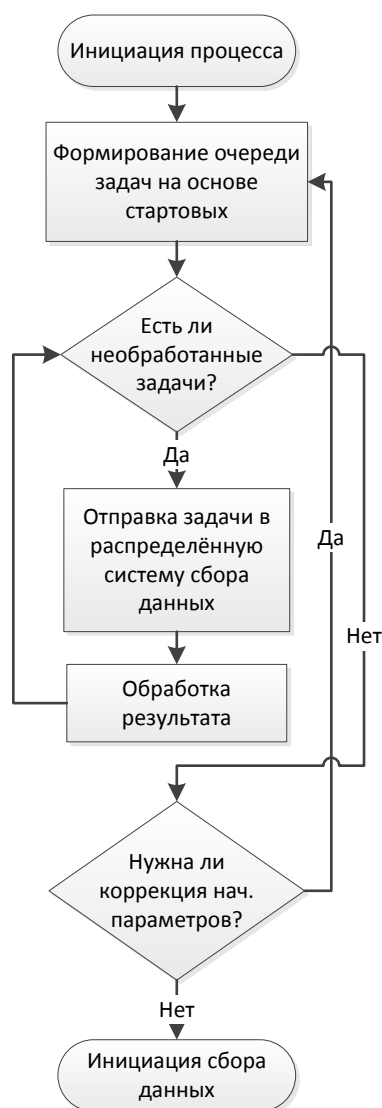 Инициация процесса
Формирование очереди
задач на основе
стартовых
Есть ли
необработанные
задачи?
Да
Отправка задачи в
распределённую
систему сбора
данных
Да
Нет
Обработка
результата
Нужна ли
коррекция нач.
параметров?
Нет
Инициация сбора
данных